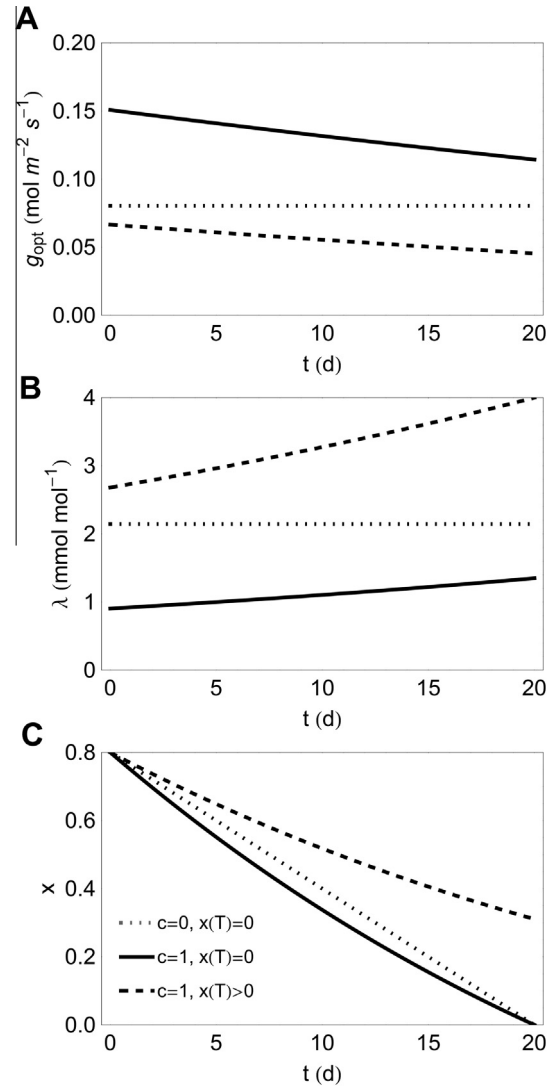 A
g_opt (mol m⁻² s⁻¹)
0.20
0.15
0.10
0.05
0.00
0 5 10 15 20
t (d)
B
λ (mmol mol⁻¹)
4
3
2
1
0
0 5 10 15 20
t (d)
C
x
0.8
0.6
0.4
0.2
0.0
c=0, x(T)=0
c=1, x(T)=0
c=1, x(T)>0
0 5 10 15 20
t (d)